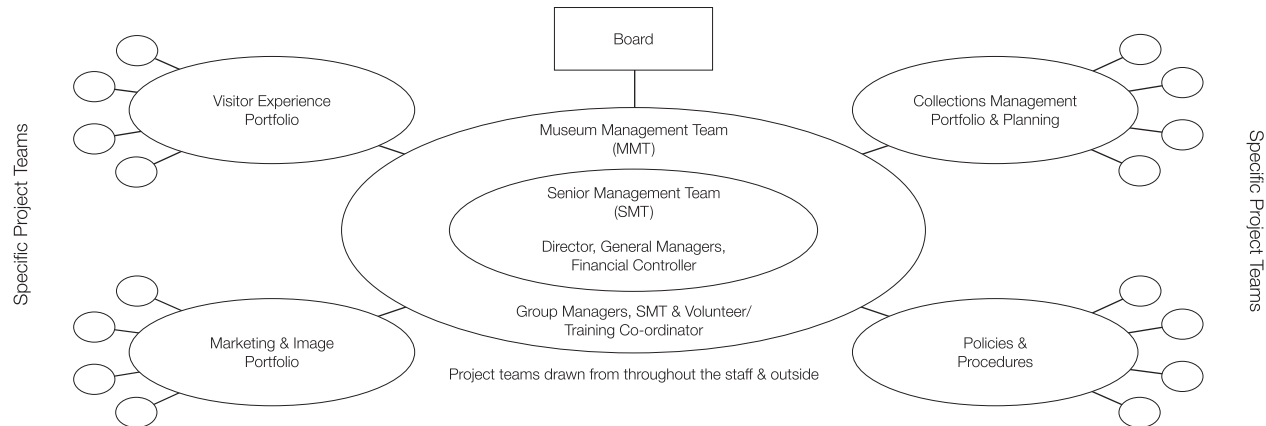 Board
Visitor Experience
Portfolio
Collections Management
Portfolio & Planning
Museum Management Team
(MMT)
Senior Management Team
(SMT)
Director, General Managers,
Financial Controller
Group Managers, SMT & Volunteer/
Training Co-ordinator
Marketing & Image
Portfolio
Policies &
Procedures
Project teams drawn from throughout the staff & outside
Specific Project Teams
Specific Project Teams